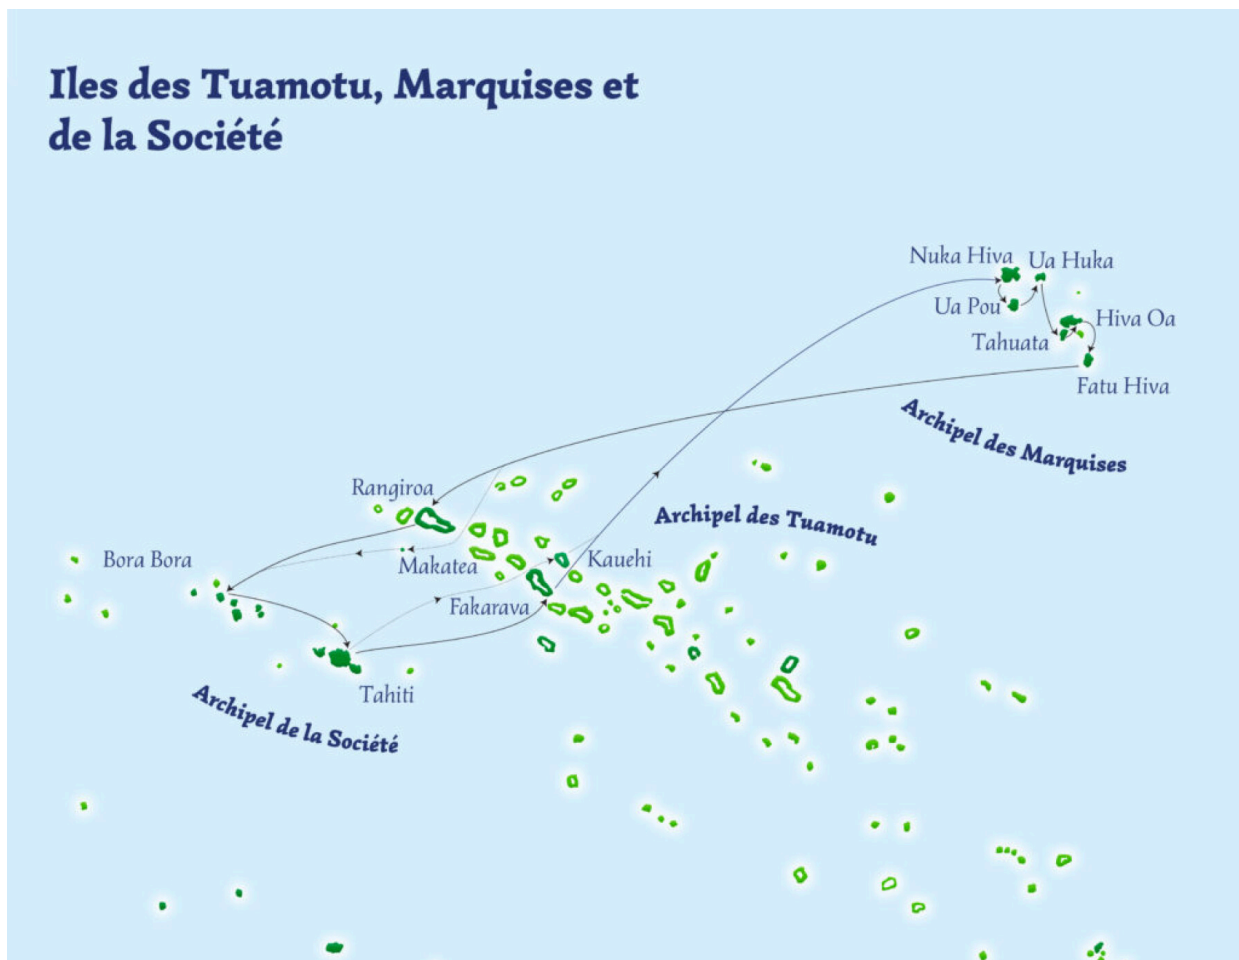 Iles des Tuamotu, Marquises et
de la Société
Nuka Hiva
Ua Huka
Ua Pou
Hiva Oa
Tahuata
Fatu Hiva
Archipel des Marquises
Rangiroa
Archipel des Tuamotu
Bora Bora
Makatea
Kauehi
Fakarava
Tahiti
Archipel de la Société